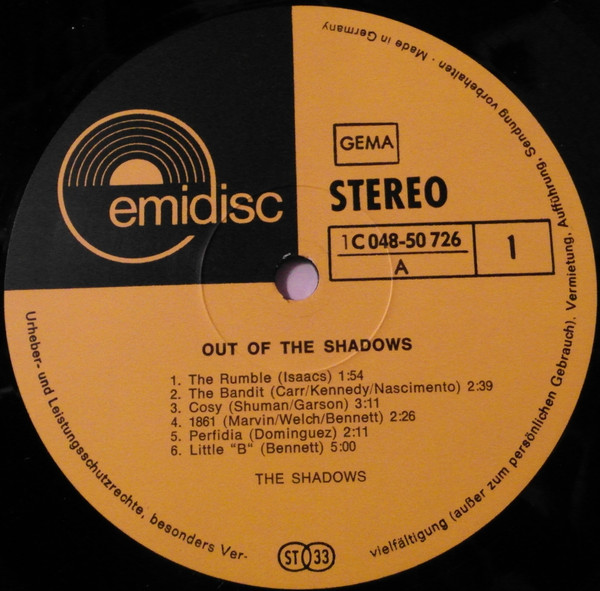 emidisc
GEMA
STEREO
1C 048-50 726
A
1
OUT OF THE SHADOWS
1. The Rumble (Isaacs) 1:54
2. The Bandit (Carr/Kennedy/Nascimento) 2:39
3. Cosy (Shuman/Garson) 3:11
4. 1861 (Marvin/Welch/Bennett) 2:26
5. Perfidia (Dominguez) 2:11
6. Little "B" (Bennett) 5:00
THE SHADOWS
ST 33
Urheber- und Leistungsschutzrechte, besonders Ver-
vielfältigung (außer zum persönlichen Gebrauch), Vermietung, Aufführung, Sendung vorbehalten · Made in Germany